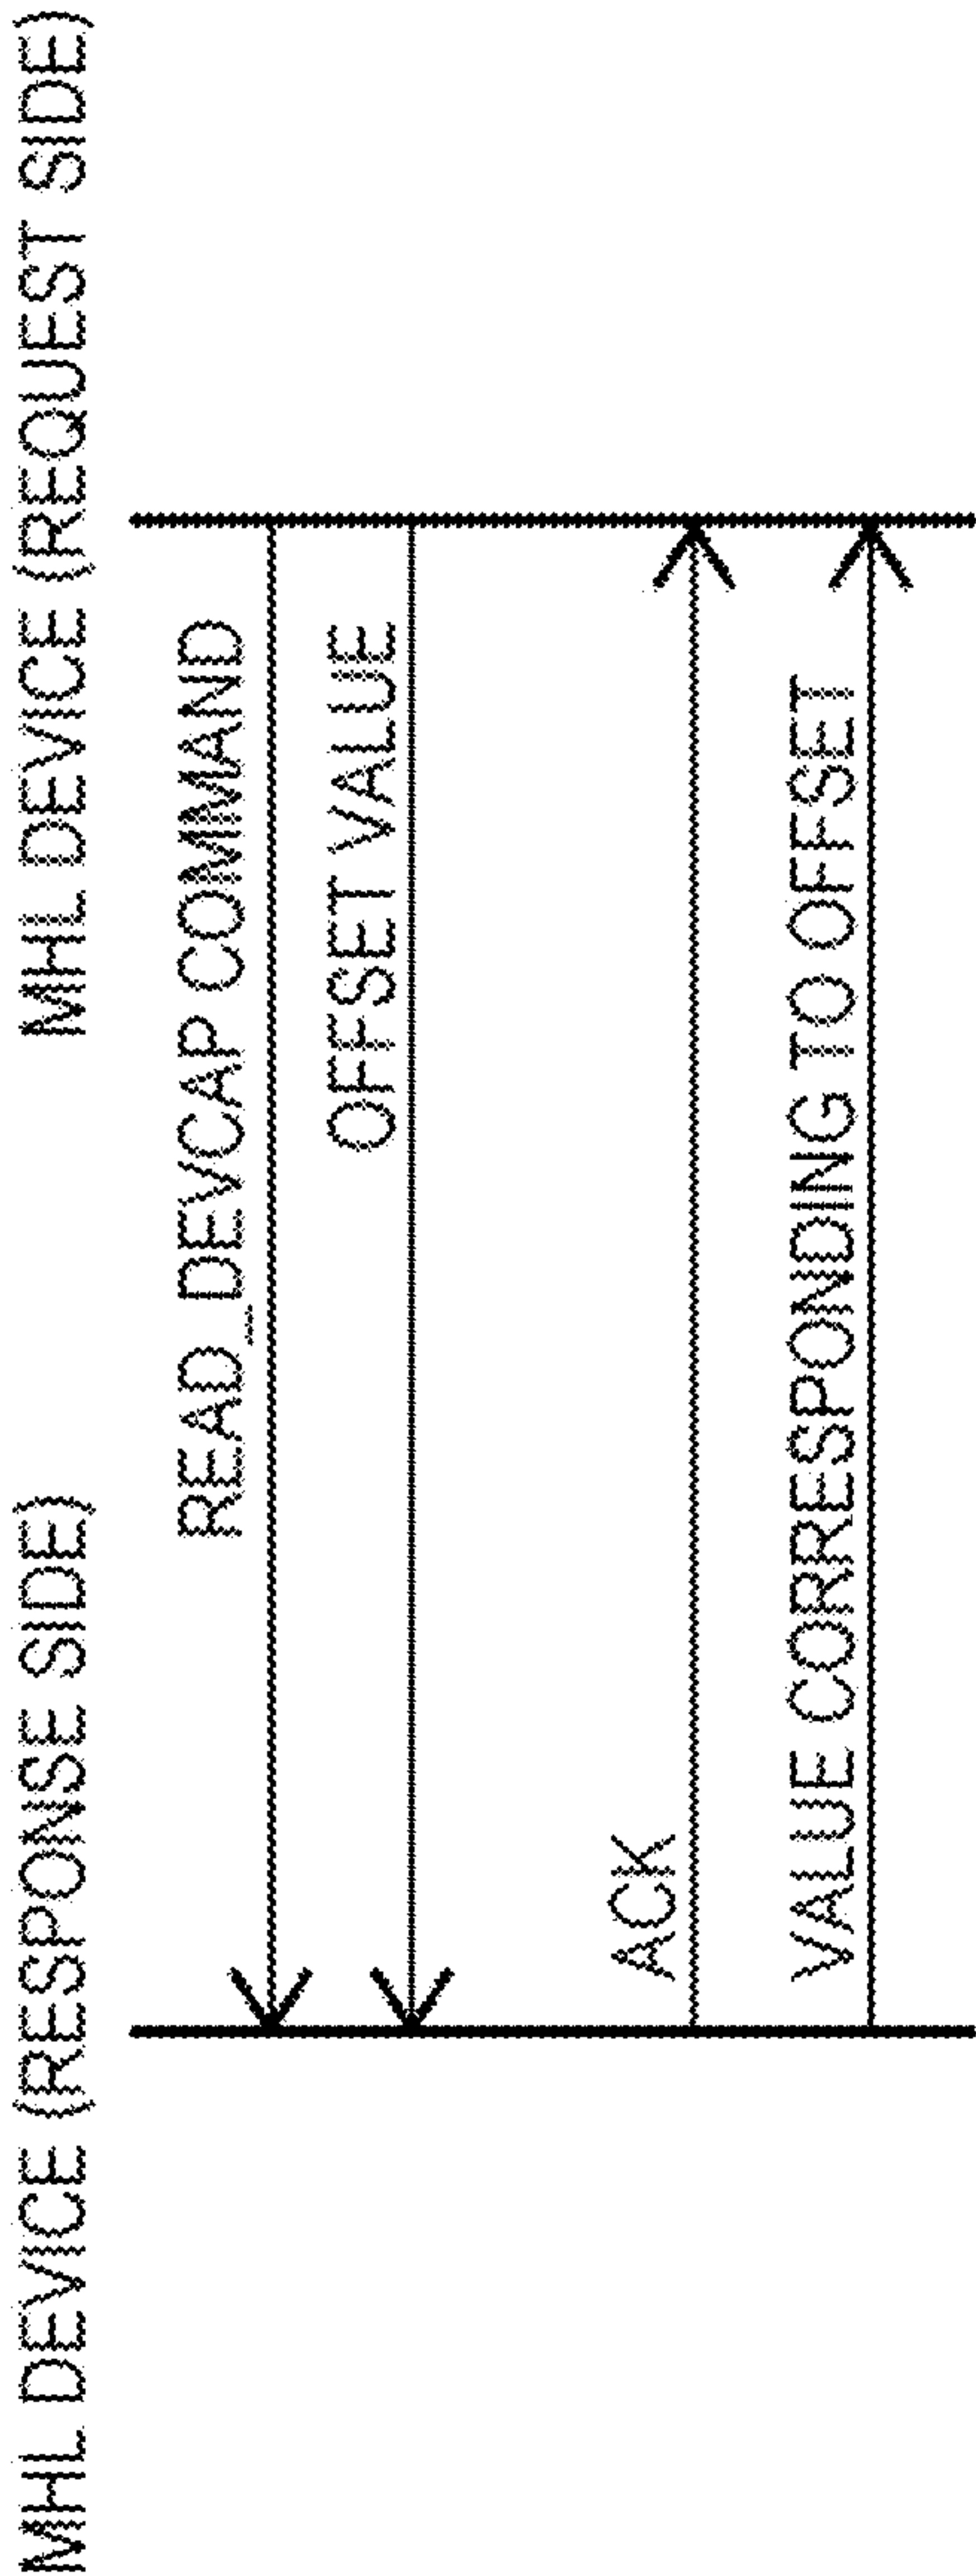 MHL DEVICE (RESPONSE SIDE)
MHL DEVICE (REQUEST SIDE)
READ_DEVCAP COMMAND
OFFSET VALUE
ACK
VALUE CORRESPONDING TO OFFSET